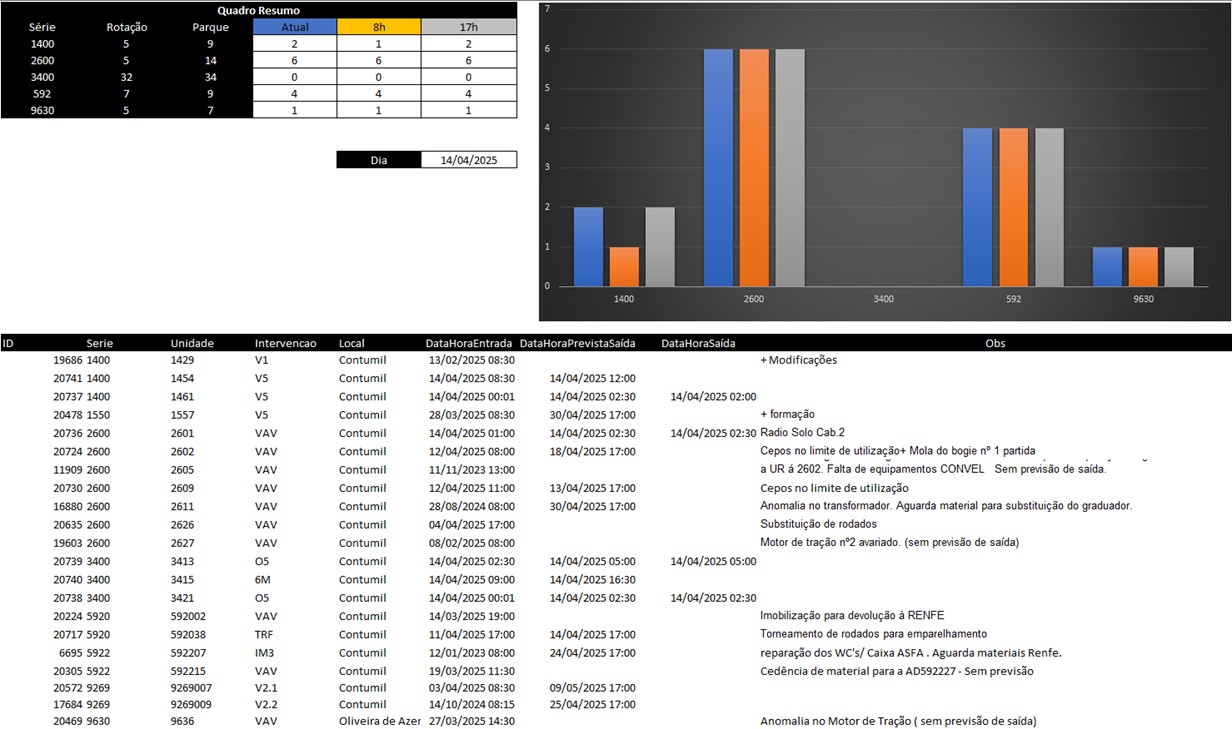 Quadro Resumo
Série Rotação Parque Atual 8h 17h
1400 5 9 2 1 2
2600 5 14 6 6 6
3400 32 34 0 0 0
592 7 9 4 4 4
9630 5 7 1 1 1
Dia 14/04/2025
7
6
5
4
3
2
1
0
1400 2600 3400 592 9630
ID Serie Unidade Intervencao Local DataHoraEntrada DataHoraPrevistaSaída DataHoraSaída Obs
19686 1400 1429 V1 Contumil 13/02/2025 08:30 + Modificações
20741 1400 1454 V5 Contumil 14/04/2025 08:30 14/04/2025 12:00
20737 1400 1461 V5 Contumil 14/04/2025 00:01 14/04/2025 02:30 14/04/2025 02:00
20478 1550 1557 V5 Contumil 28/03/2025 08:30 30/04/2025 17:00 + formação
20736 2600 2601 VAV Contumil 14/04/2025 01:00 14/04/2025 02:30 14/04/2025 02:30 Radio Solo Cab.2
20724 2600 2602 VAV Contumil 12/04/2025 08:00 18/04/2025 17:00 Cepos no limite de utilização+ Mola do bogie nº 1 partida
11909 2600 2605 VAV Contumil 11/11/2023 13:00 a UR á 2602. Falta de equipamentos CONVEL Sem previsão de saída.
20730 2600 2609 VAV Contumil 12/04/2025 11:00 13/04/2025 17:00 Cepos no limite de utilização
16880 2600 2611 VAV Contumil 28/08/2024 08:00 30/04/2025 17:00 Anomalia no transformador. Aguarda material para substituição do graduador.
20635 2600 2626 VAV Contumil 04/04/2025 17:00 Substituição de rodados
19603 2600 2627 VAV Contumil 08/02/2025 08:00 Motor de tração nº2 avariado. (sem previsão de saída)
20739 3400 3413 O5 Contumil 14/04/2025 02:30 14/04/2025 05:00 14/04/2025 05:00
20740 3400 3415 6M Contumil 14/04/2025 09:00 14/04/2025 16:30
20738 3400 3421 O5 Contumil 14/04/2025 00:01 14/04/2025 02:30 14/04/2025 02:30
20224 5920 592002 VAV Contumil 14/03/2025 19:00 Imobilização para devolução à RENFE
20717 5920 592038 TRF Contumil 11/04/2025 17:00 14/04/2025 17:00 Torneamento de rodados para emparelhamento
6695 5922 592207 IM3 Contumil 12/01/2023 08:00 24/04/2025 17:00 reparação dos WC's/ Caixa ASFA . Aguarda materiais Renfe.
20305 5922 592215 VAV Contumil 19/03/2025 11:30 Cedência de material para a AD592227 - Sem previsão
20572 9269 9269007 V2.1 Contumil 03/04/2025 08:30 09/05/2025 17:00
17684 9269 9269009 V2.2 Contumil 14/10/2024 08:15 25/04/2025 17:00
20469 9630 9636 VAV Oliveira de Azer 27/03/2025 14:30 Anomalia no Motor de Tração ( sem previsão de saída)